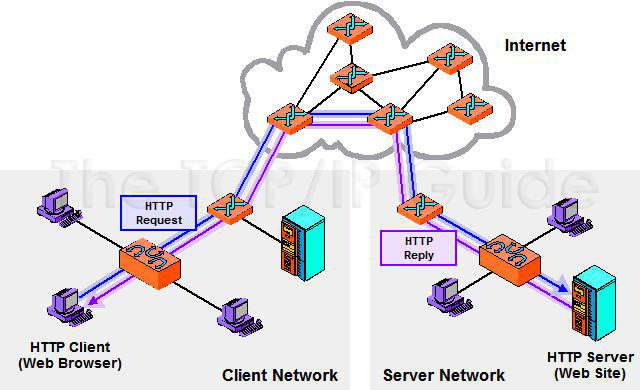 Internet
The TCP/IP Guide
HTTP
Request
HTTP
Reply
HTTP Client
(Web Browser)
Client Network
Server Network
HTTP Server
(Web Site)